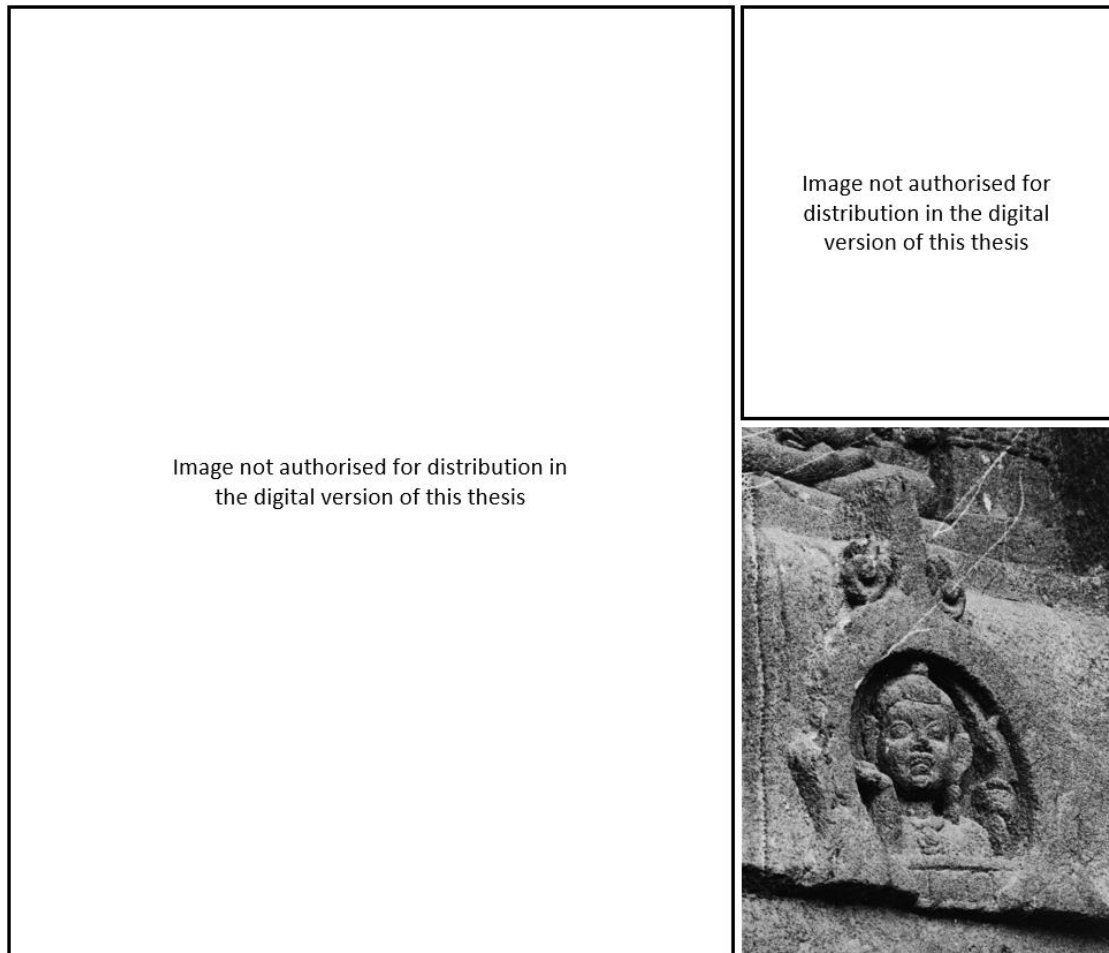 Image not authorised for distribution in
the digital version of this thesis
Image not authorised for
distribution in the digital
version of this thesis